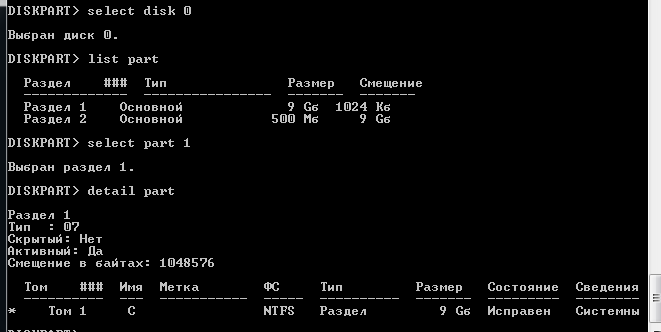 DISKPART> select disk 0
Выбран диск 0.
DISKPART> list part
Раздел ### Тип Размер Смещение
Раздел 1 Основной 9 Gб 1024 Kб
Раздел 2 Основной 500 Mб 9 Gб
DISKPART> select part 1
Выбран раздел 1.
DISKPART> detail part
Раздел 1
Тип : 07
Скрытый: Нет
Активный: Да
Смещение в байтах: 1048576
Том ### Имя Метка ФС Тип Размер Состояние Сведения
* Том 1 C NTFS Раздел 9 Gб Исправен Системны